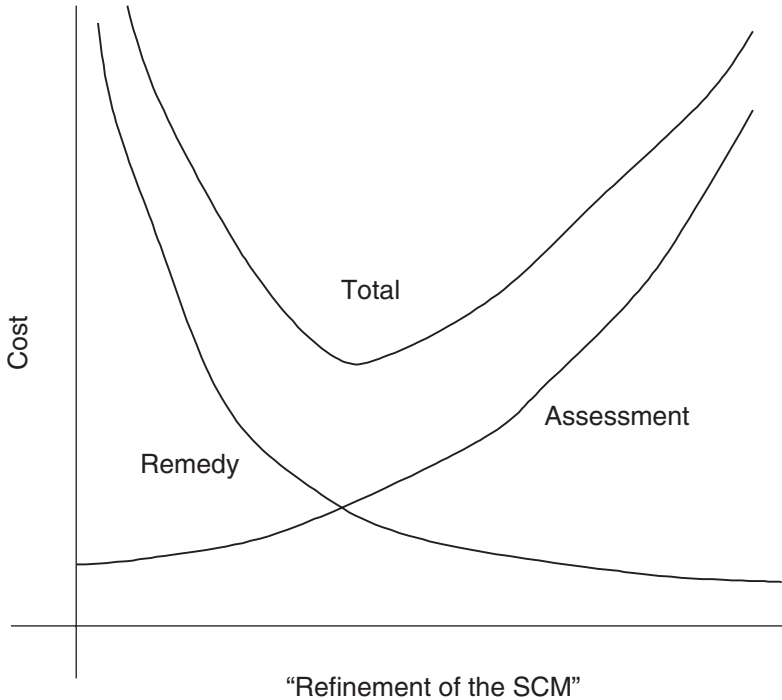 Total
Cost
Assessment
Remedy
“Refinement of the SCM”